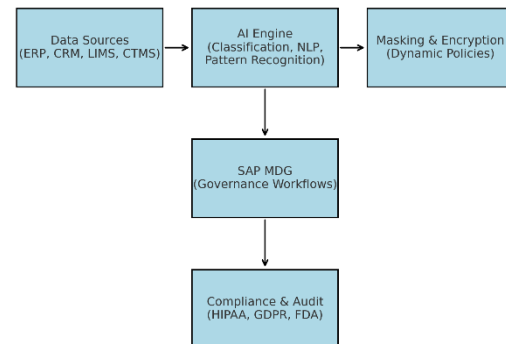 Data Sources
(ERP, CRM, LIMS, CTMS)
AI Engine
(Classification, NLP,
Pattern Recognition)
Masking & Encryption
(Dynamic Policies)
SAP MDG
(Governance Workflows)
Compliance & Audit
(HIPAA, GDPR, FDA)